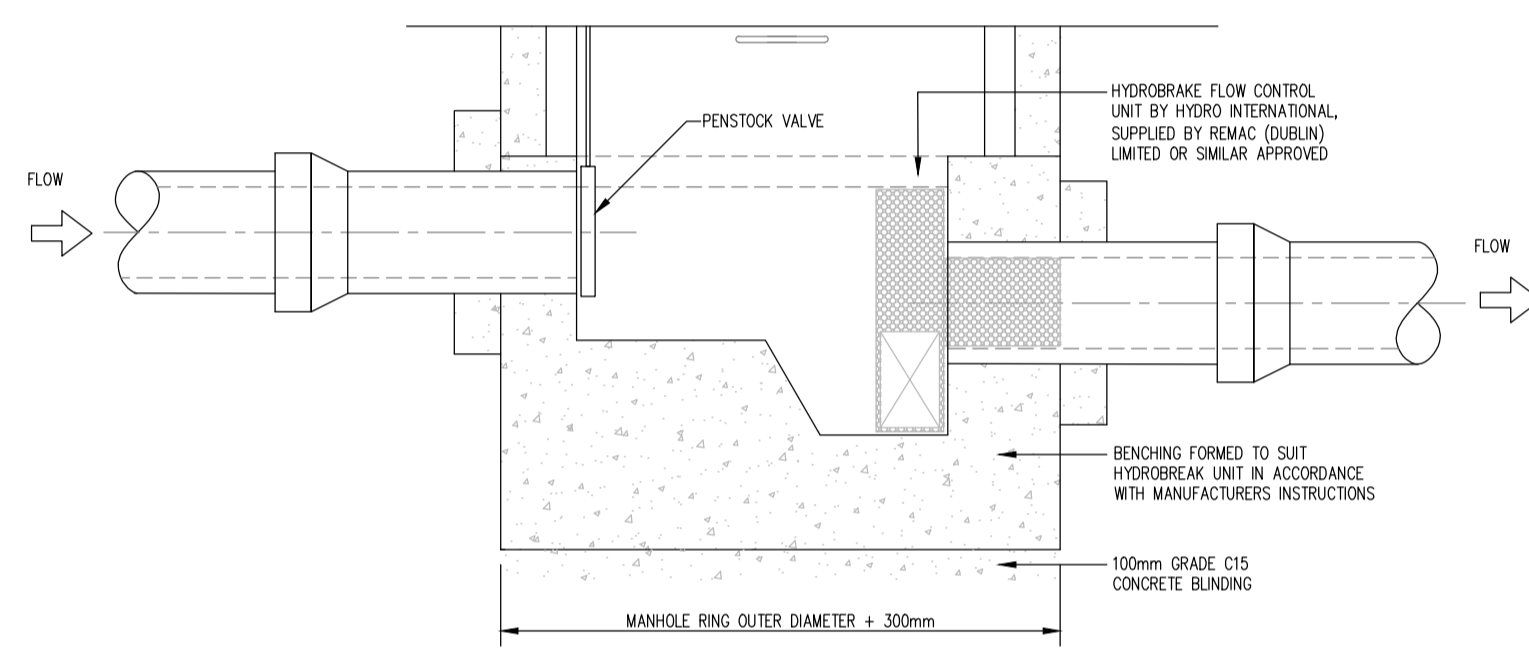 FLOW
PENSTOCK VALVE
HYDROBRAKE FLOW CONTROL
UNIT BY HYDRO INTERNATIONAL,
SUPPLIED BY REMAC (DUBLIN)
LIMITED OR SIMILAR APPROVED
FLOW
BENCHING FORMED TO SUIT
HYDROBREAK UNIT IN ACCORDANCE
WITH MANUFACTURERS INSTRUCTIONS
100mm GRADE C15
CONCRETE BLINDING
MANHOLE RING OUTER DIAMETER + 300mm